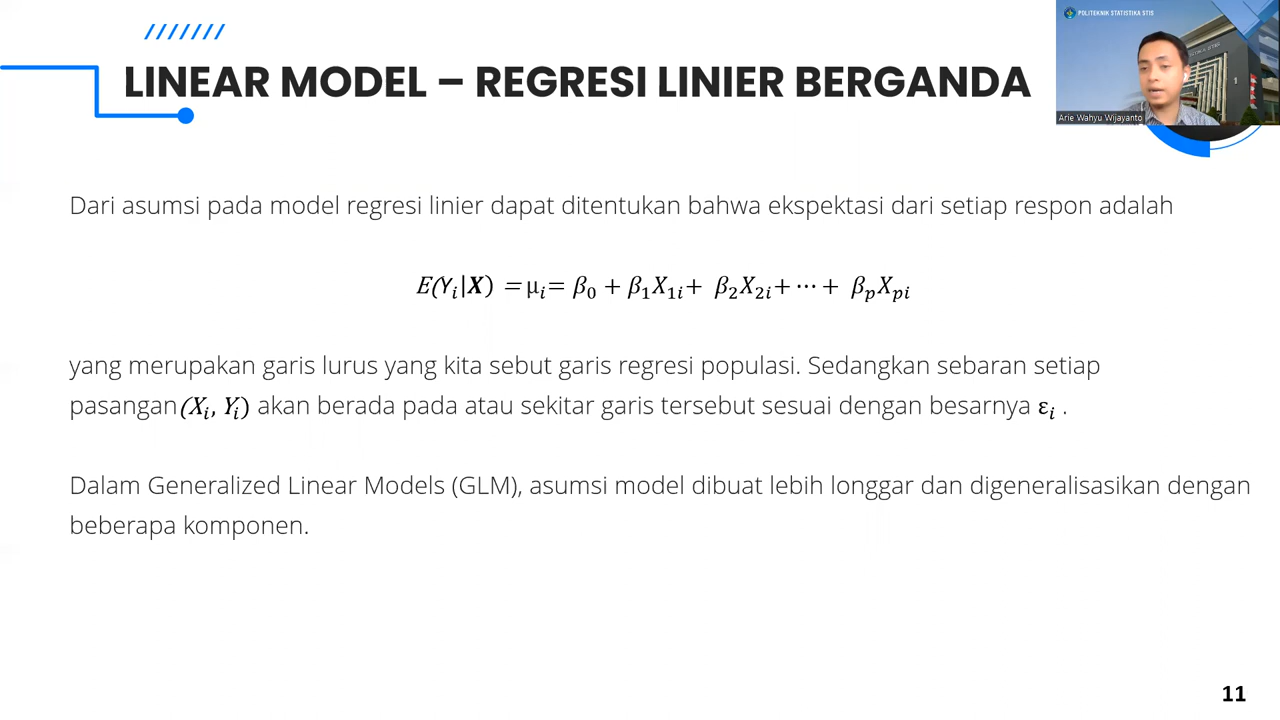 LINEAR MODEL – REGRESI LINIER BERGANDA
POLITEKNIK STATISTIKA STIS
Arie Wahyu Wijayanto
Dari asumsi pada model regresi linier dapat ditentukan bahwa ekspektasi dari setiap respon adalah
E(Yᵢ|X) = μᵢ = β₀ + β₁X₁ᵢ + β₂X₂ᵢ + ⋯ + βₚXₚᵢ
yang merupakan garis lurus yang kita sebut garis regresi populasi. Sedangkan sebaran setiap
pasangan (Xᵢ, Yᵢ) akan berada pada atau sekitar garis tersebut sesuai dengan besarnya εᵢ .
Dalam Generalized Linear Models (GLM), asumsi model dibuat lebih longgar dan digeneralisasikan dengan
beberapa komponen.
11